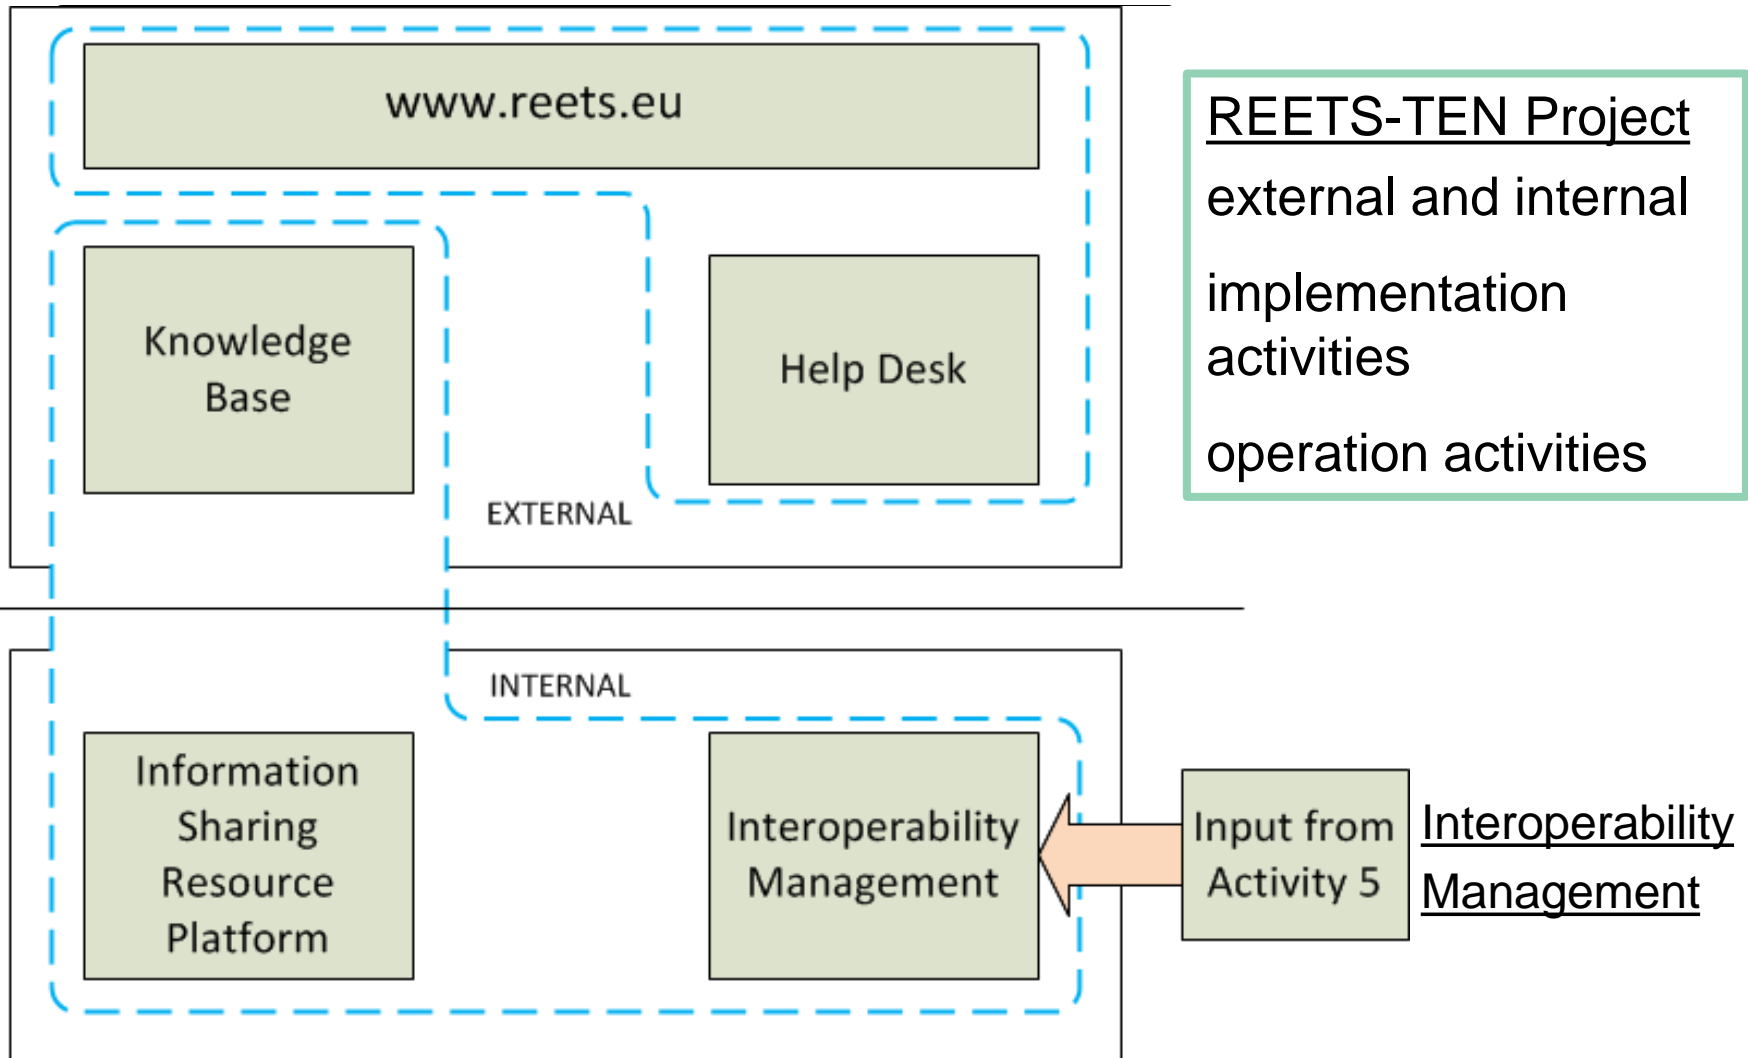 www.reets.eu
Knowledge
Base
Help Desk
EXTERNAL
REETS-TEN Project
external and internal
implementation
activities
operation activities
INTERNAL
Information
Sharing
Resource
Platform
Interoperability
Management
Input from
Activity 5
Interoperability
Management